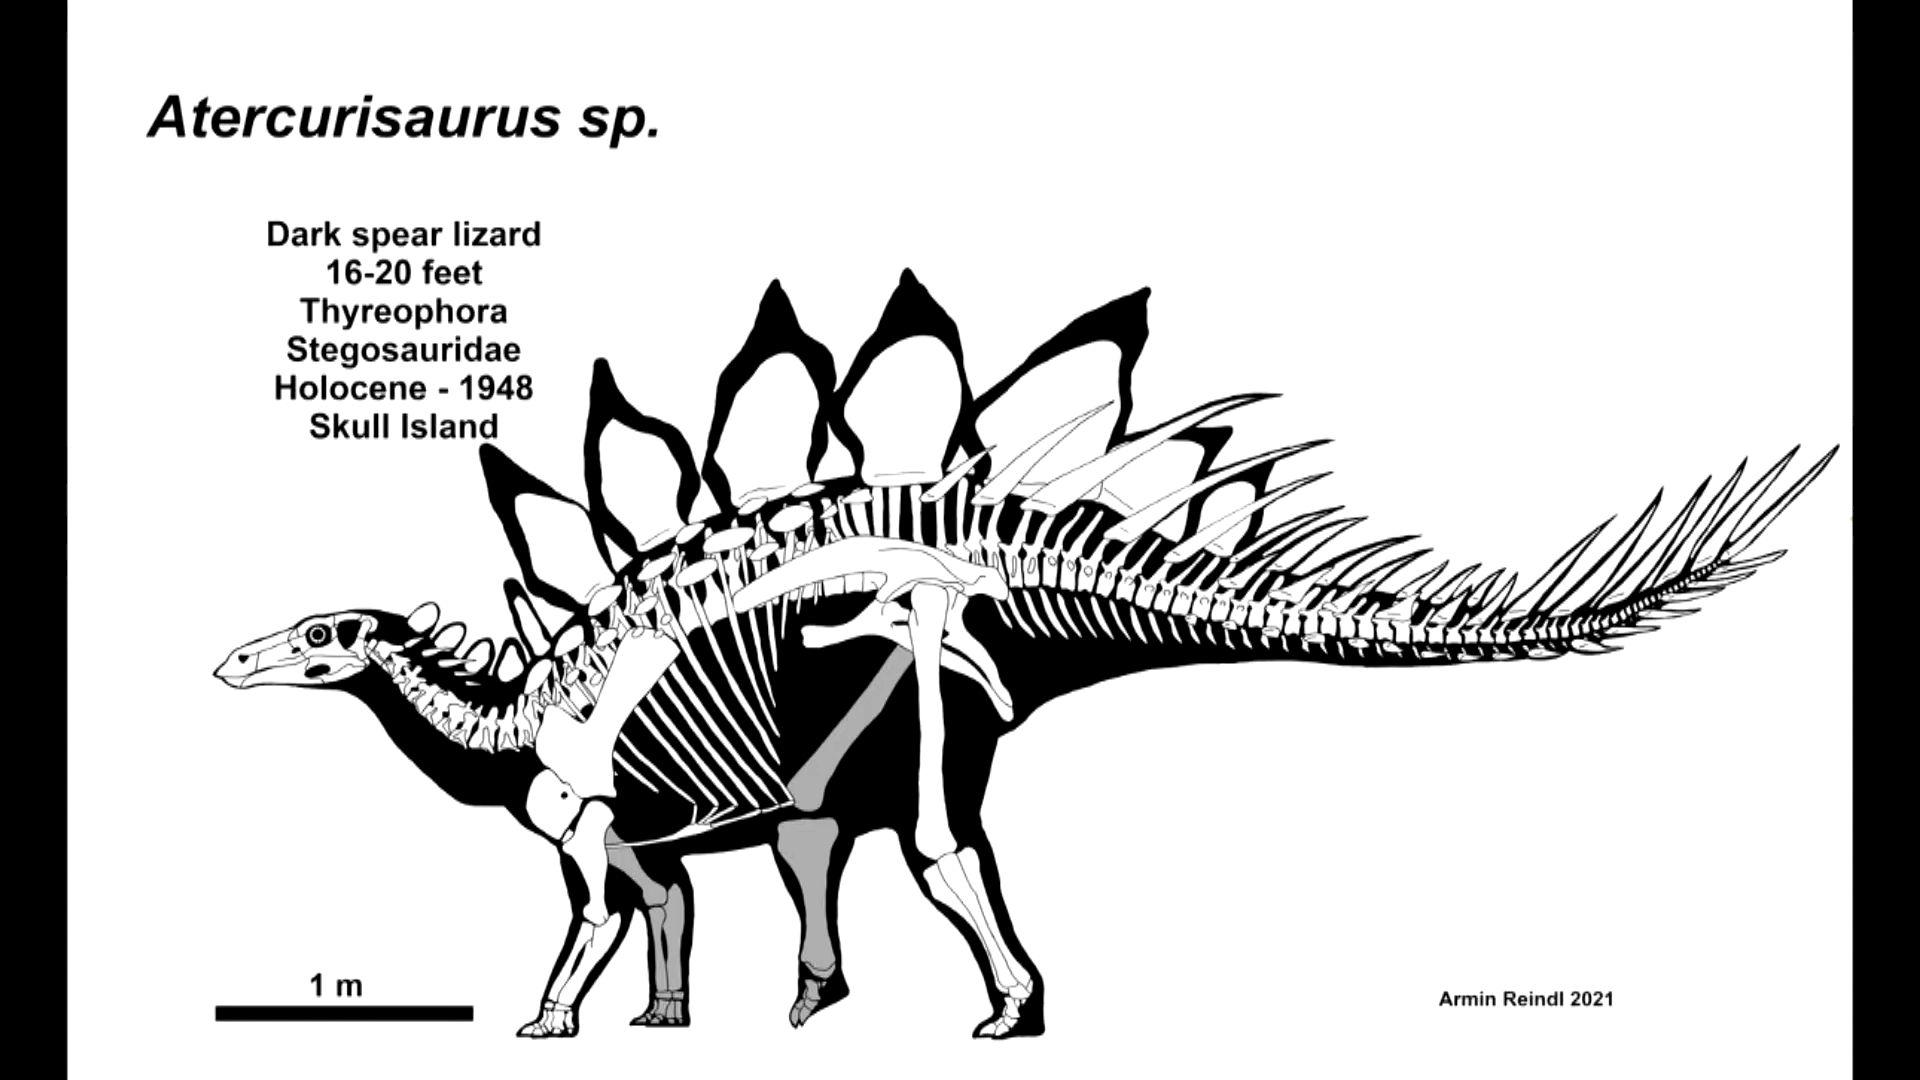 Atercurisaurus sp.
Dark spear lizard
16-20 feet
Thyreophora
Stegosauridae
Holocene - 1948
Skull Island
1 m
Armin Reindl 2021